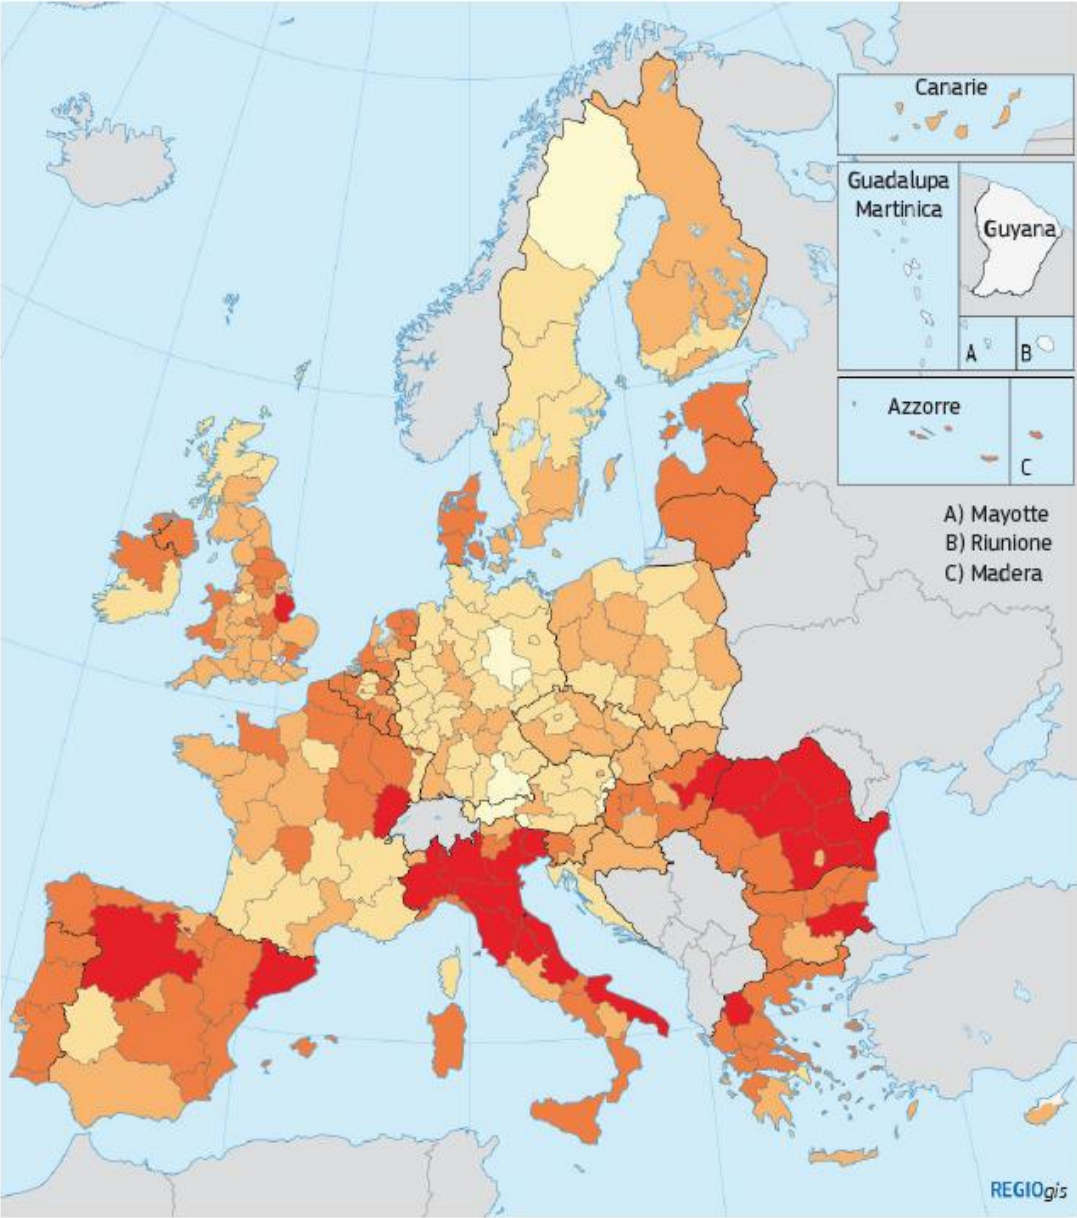 Canarie
Guadalupa
Martinica
Guyana
A
B
Azzorre
C
A) Mayotte
B) Riunione
C) Madera
REGIOgis